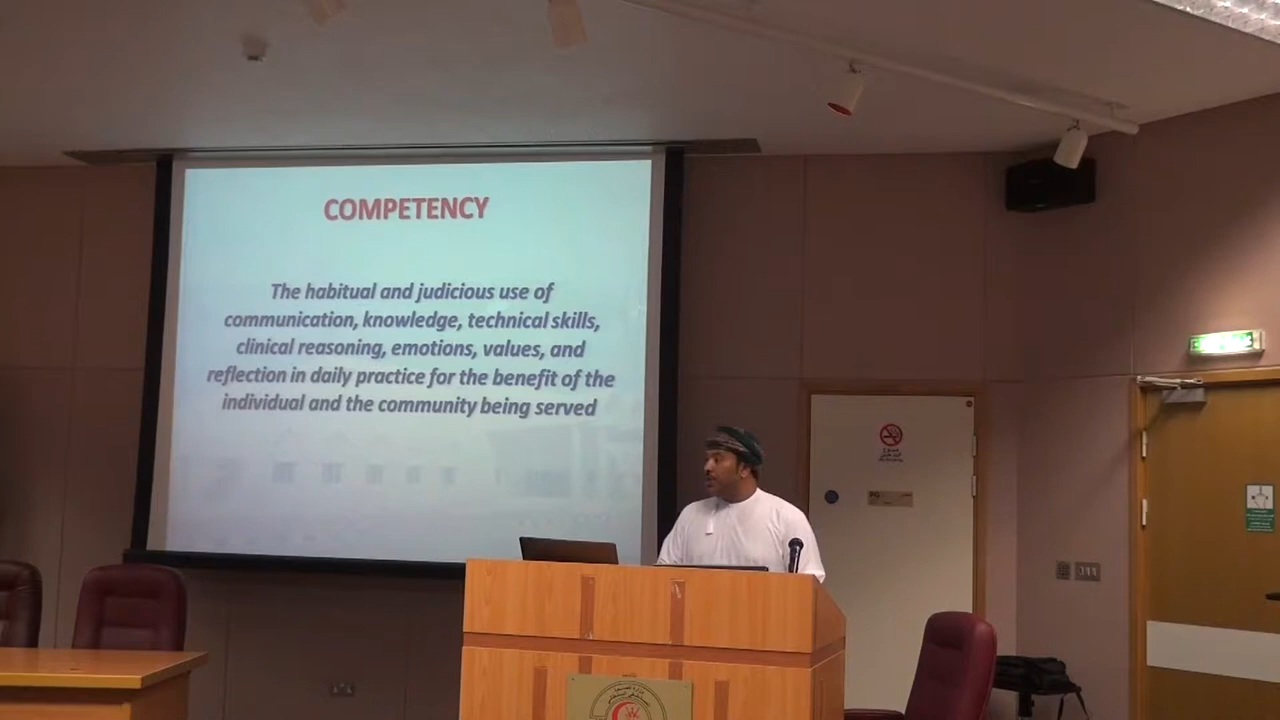 COMPETENCY
The habitual and judicious use of
communication, knowledge, technical skills,
clinical reasoning, emotions, values, and
reflection in daily practice for the benefit of the
individual and the community being served